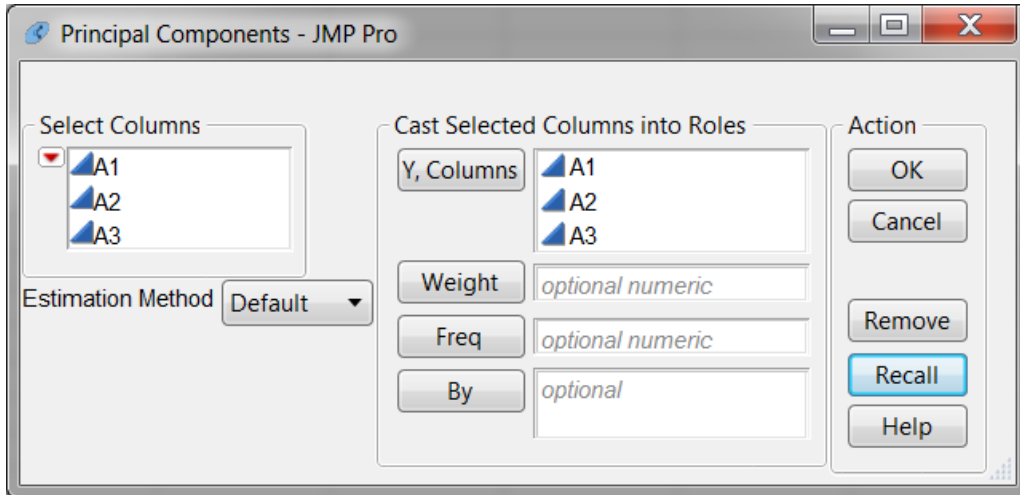 Principal Components - JMP Pro
Select Columns
A1
A2
A3
Estimation Method Default
Cast Selected Columns into Roles
Y, Columns
A1
A2
A3
Weight optional numeric
Freq optional numeric
By optional
Action
OK
Cancel
Remove
Recall
Help